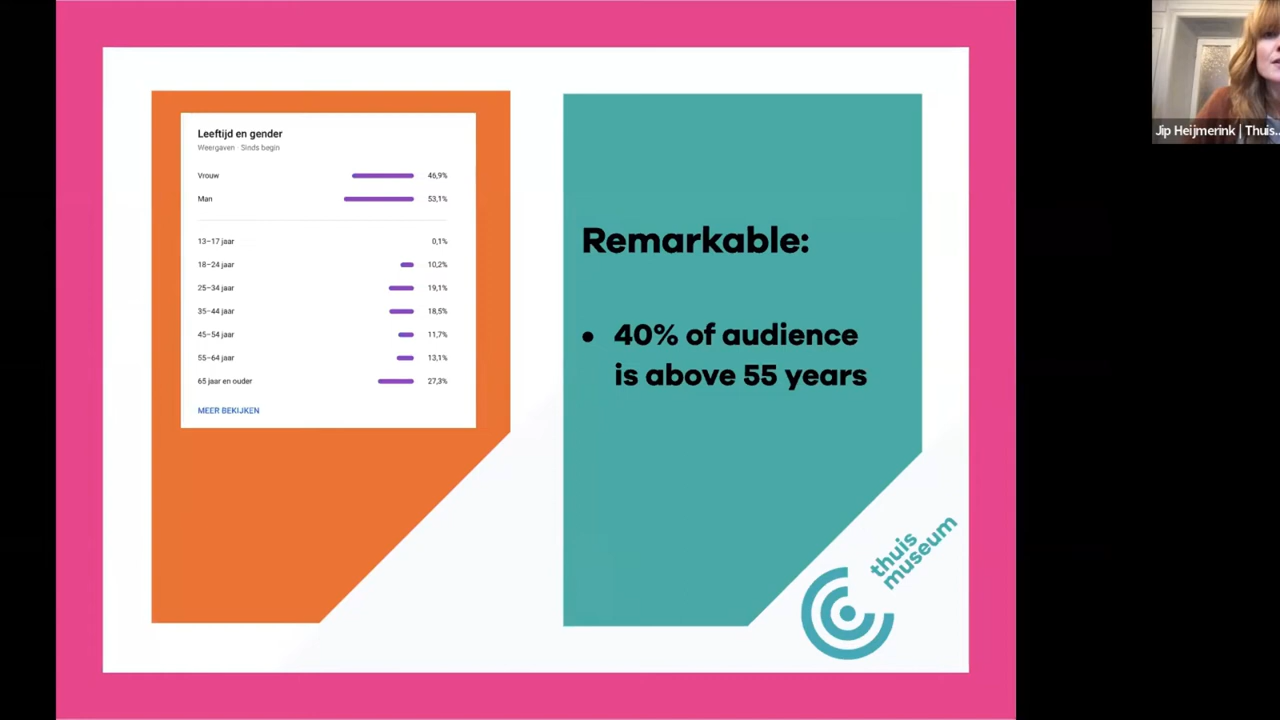 Leeftijd en gender
Weergaven · Sinds begin
Vrouw 46,9%
Man 53,1%
13–17 jaar 0,1%
18–24 jaar 10,2%
25–34 jaar 19,1%
35–44 jaar 18,5%
45–54 jaar 11,7%
55–64 jaar 13,1%
65 jaar en ouder 27,3%
MEER BEKIJKEN
Remarkable:
● 40% of audience
is above 55 years
thuis
museum
Jip Heijmerink | Thuis...